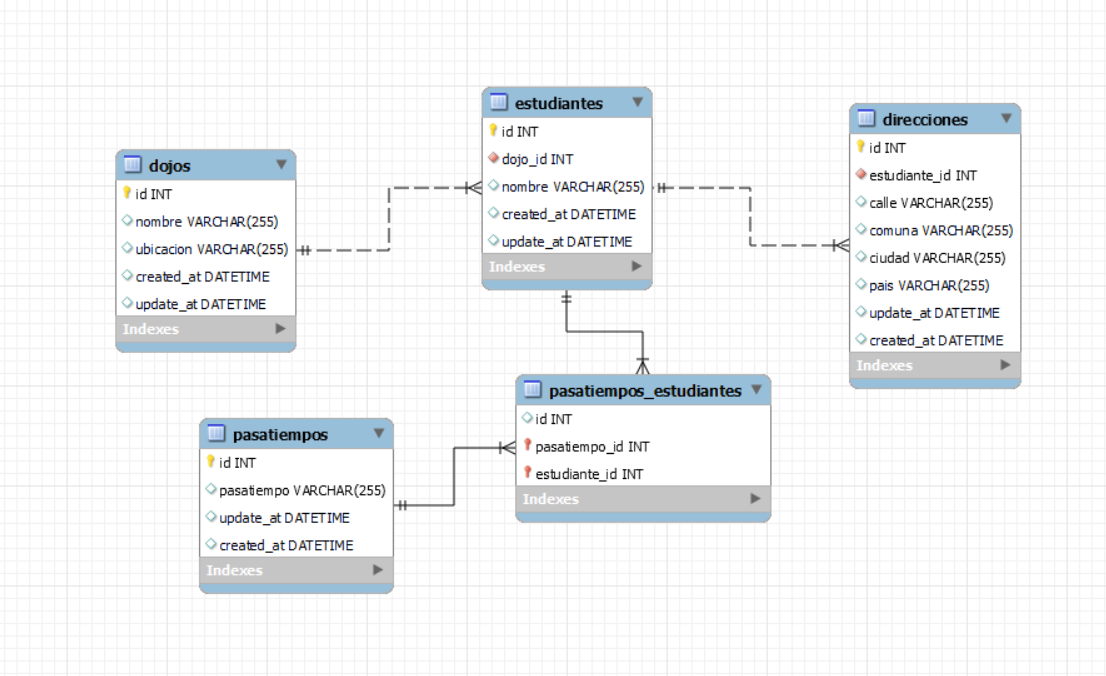 dojos
id INT
nombre VARCHAR(255)
ubicacion VARCHAR(255)
created_at DATETIME
update_at DATETIME
Indexes
estudiantes
id INT
dojo_id INT
nombre VARCHAR(255)
created_at DATETIME
update_at DATETIME
Indexes
direcciones
id INT
estudiante_id INT
calle VARCHAR(255)
comuna VARCHAR(255)
ciudad VARCHAR(255)
pais VARCHAR(255)
update_at DATETIME
created_at DATETIME
Indexes
pasatiempos
id INT
pasatiempo VARCHAR(255)
update_at DATETIME
created_at DATETIME
Indexes
pasatiempos_estudiantes
id INT
pasatiempo_id INT
estudiante_id INT
Indexes